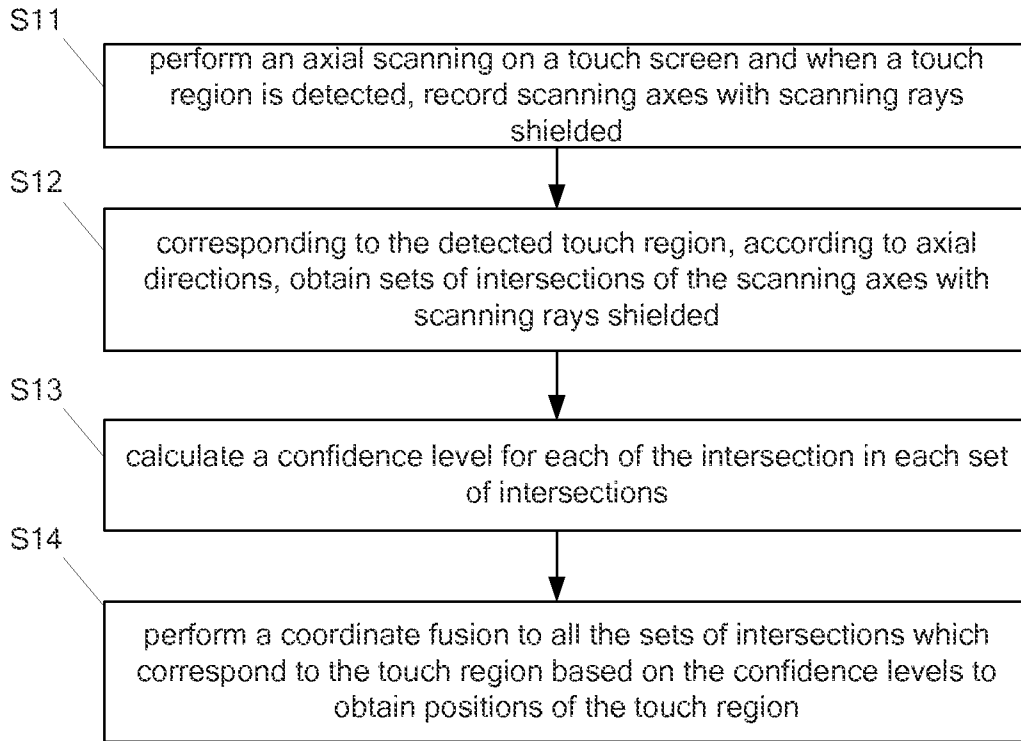 S11
perform an axial scanning on a touch screen and when a touch
region is detected, record scanning axes with scanning rays
shielded
S12
corresponding to the detected touch region, according to axial
directions, obtain sets of intersections of the scanning axes with
scanning rays shielded
S13
calculate a confidence level for each of the intersection in each set
of intersections
S14
perform a coordinate fusion to all the sets of intersections which
correspond to the touch region based on the confidence levels to
obtain positions of the touch region